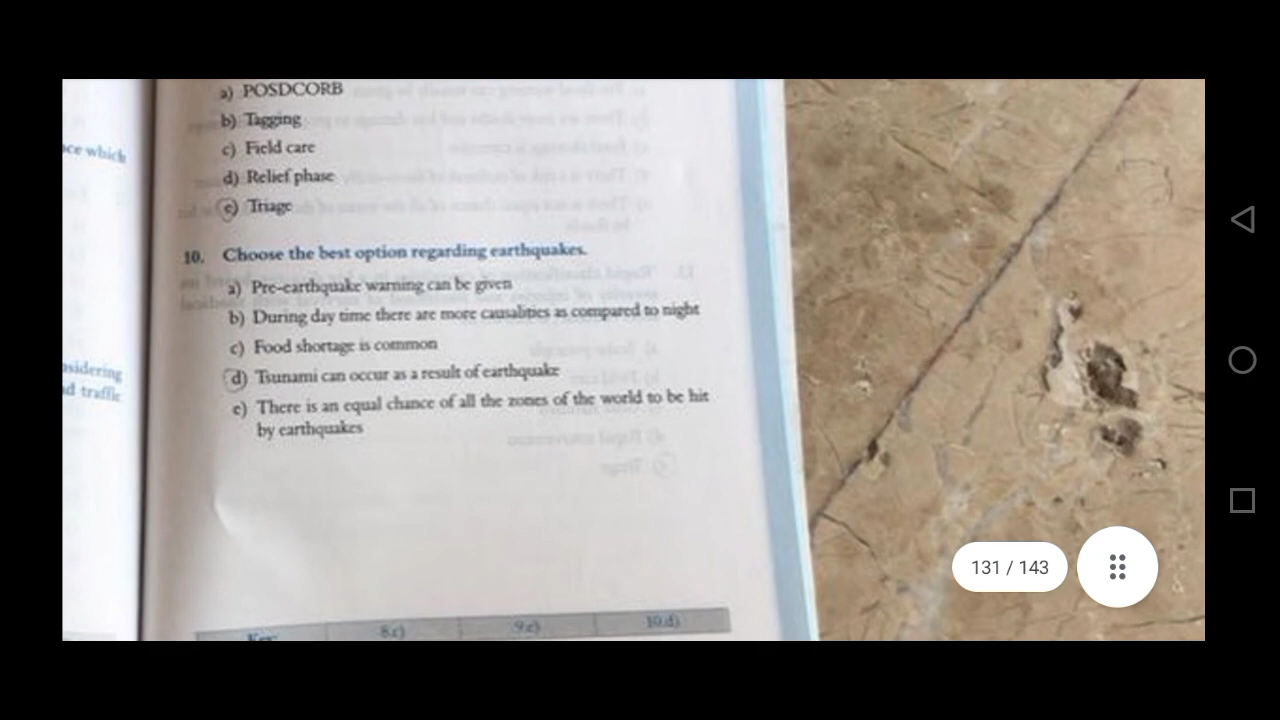 a) POSDCORB
b) Tagging
c) Field care
d) Relief phase
e) Triage
ce which
10. Choose the best option regarding earthquakes.
a) Pre-earthquake warning can be given
b) During day time there are more causalities as compared to night
c) Food shortage is common
nsidering
d traffic
d) Tsunami can occur as a result of earthquake
e) There is an equal chance of all the zones of the world to be hit
by earthquakes
131 / 143
Key: 8.c) 9.e) 10.d)